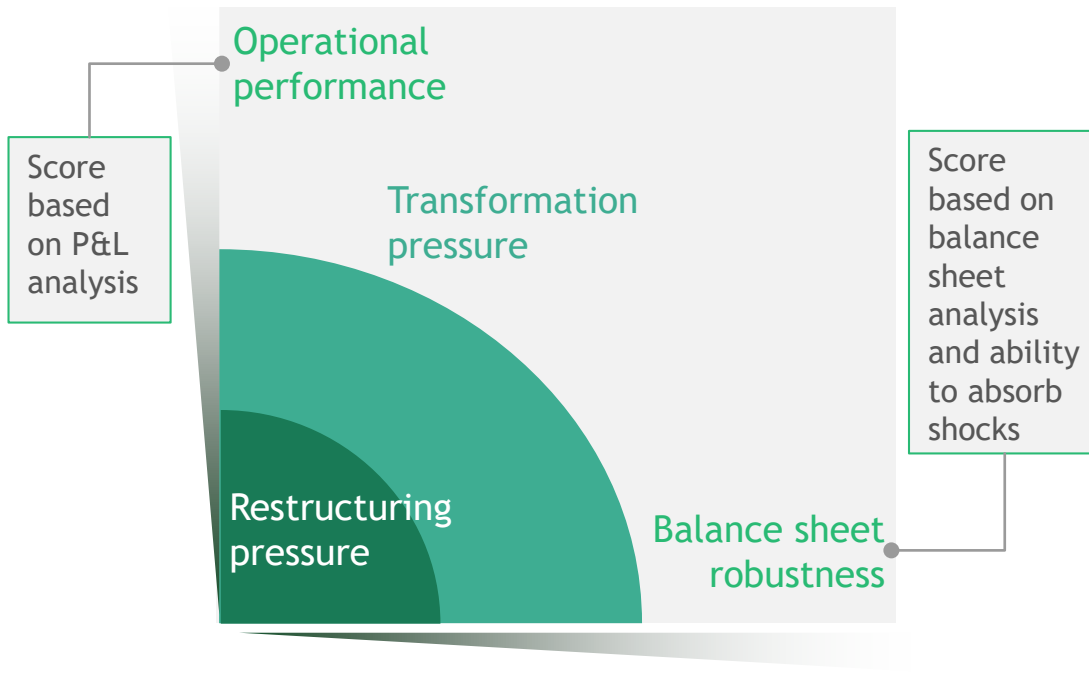 Operational
performance
Score
based
on P&L
analysis
Transformation
pressure
Score
based on
balance
sheet
analysis
and ability
to absorb
shocks
Restructuring
pressure
Balance sheet
robustness